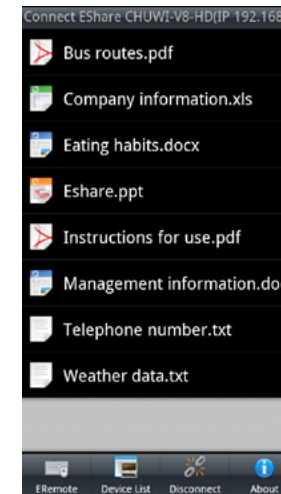 Connect EShare CHUWI-V8-HD(IP 192.168
Bus routes.pdf
Company information.xls
Eating habits.docx
Eshare.ppt
Instructions for use.pdf
Management information.do
Telephone number.txt
Weather data.txt
ERemote Device List Disconnect About